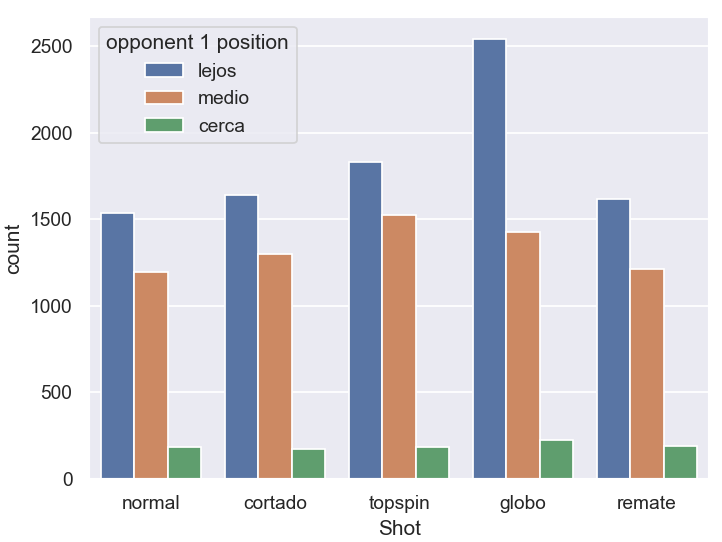 opponent 1 position
lejos
medio
cerca
2500
2000
1500
1000
500
0
count
normal cortado topspin globo remate
Shot